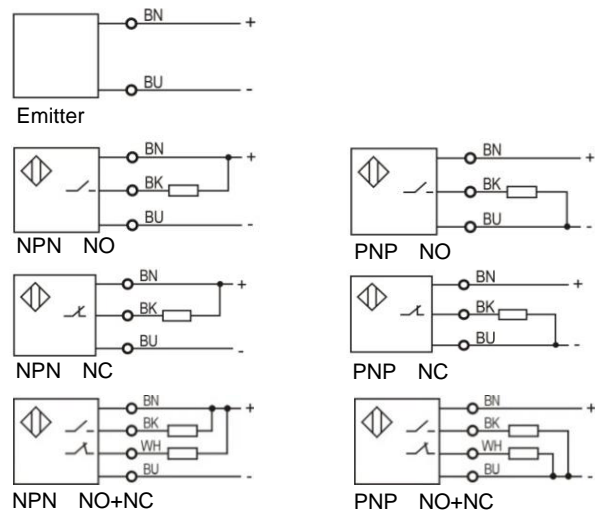 BN +
BU -
Emitter
BN +
BK
BU -
NPN NO
BN +
BK
BU -
PNP NO
BN +
BK
BU -
NPN NC
BN +
BK
BU -
PNP NC
BN +
BK
WH
BU -
NPN NO+NC
BN +
BK
WH
BU -
PNP NO+NC